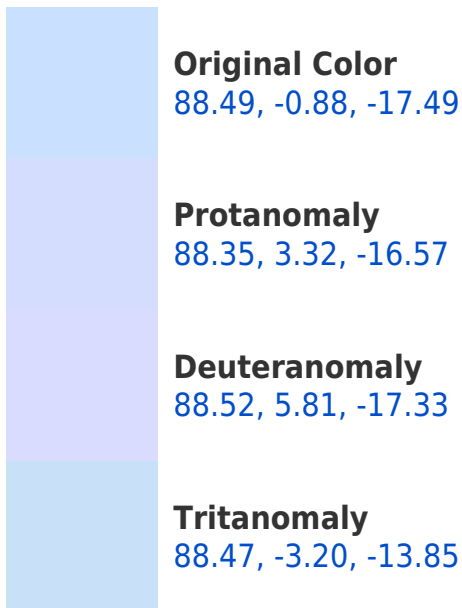 Original Color
88.49, -0.88, -17.49
Protanomaly
88.35, 3.32, -16.57
Deuteranomaly
88.52, 5.81, -17.33
Tritanomaly
88.47, -3.20, -13.85